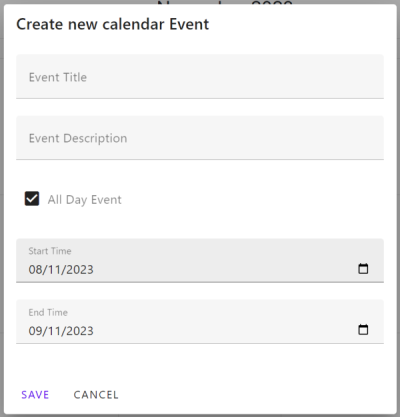 Create new calendar Event
Event Title
Event Description
All Day Event
Start Time
08/11/2023
End Time
09/11/2023
SAVE CANCEL